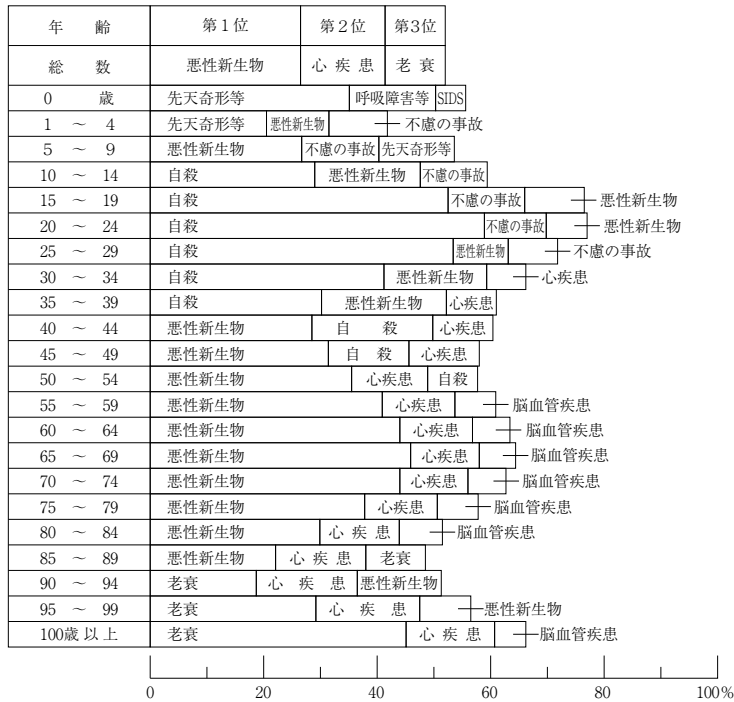 年 齢 第1位 第2位 第3位
総 数 悪性新生物 心疾患 老衰
0 歳 先天奇形等 呼吸障害等 SIDS
1 ～ 4 先天奇形等 悪性新生物 不慮の事故
5 ～ 9 悪性新生物 不慮の事故 先天奇形等
10 ～ 14 自殺 悪性新生物 不慮の事故
15 ～ 19 自殺 不慮の事故 悪性新生物
20 ～ 24 自殺 不慮の事故 悪性新生物
25 ～ 29 自殺 悪性新生物 不慮の事故
30 ～ 34 自殺 悪性新生物 心疾患
35 ～ 39 自殺 悪性新生物 心疾患
40 ～ 44 悪性新生物 自 殺 心疾患
45 ～ 49 悪性新生物 自 殺 心疾患
50 ～ 54 悪性新生物 心疾患 自殺
55 ～ 59 悪性新生物 心疾患 脳血管疾患
60 ～ 64 悪性新生物 心疾患 脳血管疾患
65 ～ 69 悪性新生物 心疾患 脳血管疾患
70 ～ 74 悪性新生物 心疾患 脳血管疾患
75 ～ 79 悪性新生物 心疾患 脳血管疾患
80 ～ 84 悪性新生物 心疾患 脳血管疾患
85 ～ 89 悪性新生物 心疾患 老衰
90 ～ 94 老衰 心疾患 悪性新生物
95 ～ 99 老衰 心疾患 悪性新生物
100歳以上 老衰 心疾患 脳血管疾患
0 20 40 60 80 100%